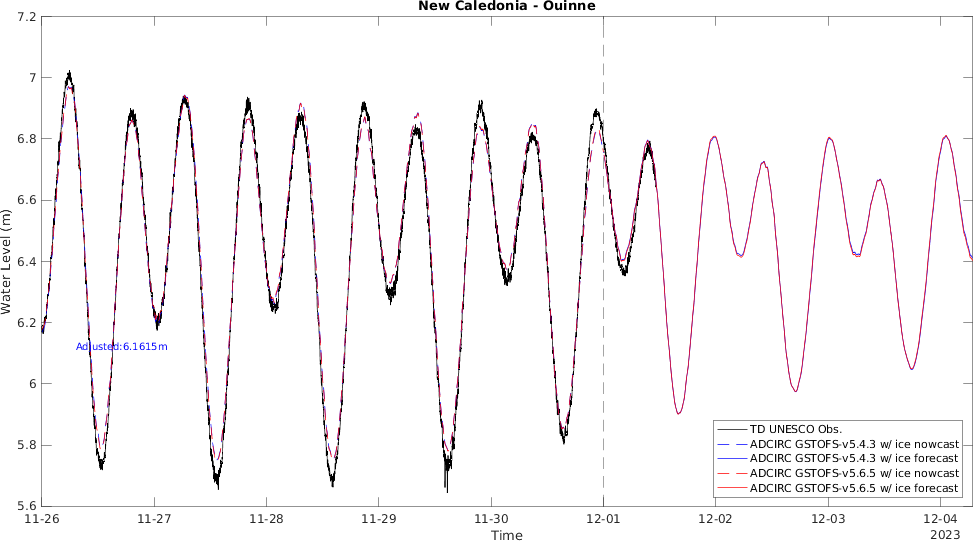 New Caledonia - Ouinne
7.2
7
6.8
6.6
6.4
6.2
6
5.8
5.6
Water Level (m)
Adjusted:6.1615m
TD UNESCO Obs.
ADCIRC GSTOFS-v5.4.3 w/ ice nowcast
ADCIRC GSTOFS-v5.4.3 w/ ice forecast
ADCIRC GSTOFS-v5.6.5 w/ ice nowcast
ADCIRC GSTOFS-v5.6.5 w/ ice forecast
11-26 11-27 11-28 11-29 11-30 12-01 12-02 12-03 12-04
Time 2023